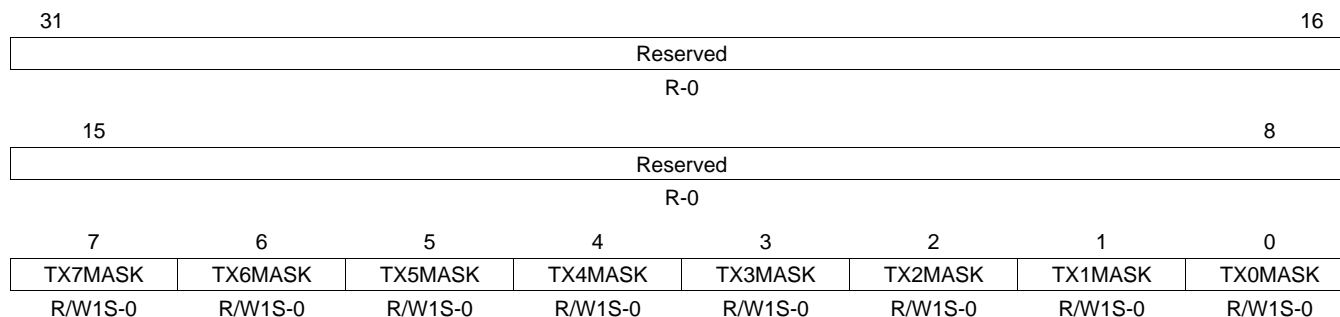 31 16
Reserved
R-0
15 8
Reserved
R-0
7 6 5 4 3 2 1 0
TX7MASK TX6MASK TX5MASK TX4MASK TX3MASK TX2MASK TX1MASK TX0MASK
R/W1S-0 R/W1S-0 R/W1S-0 R/W1S-0 R/W1S-0 R/W1S-0 R/W1S-0 R/W1S-0